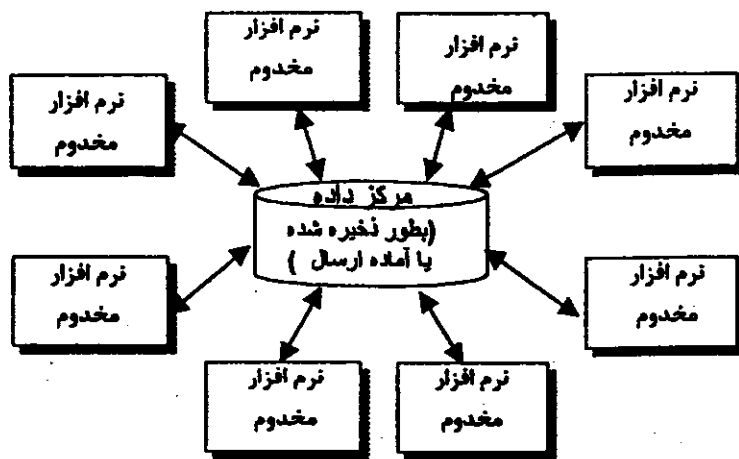 نرم افزار
مخدوم
نرم افزار
مخدوم
نرم افزار
مخدوم
نرم افزار
مخدوم
مرکز داده
(بطور ذخیره شده
یا آماده ارسال )
نرم افزار
مخدوم
نرم افزار
مخدوم
نرم افزار
مخدوم
نرم افزار
مخدوم